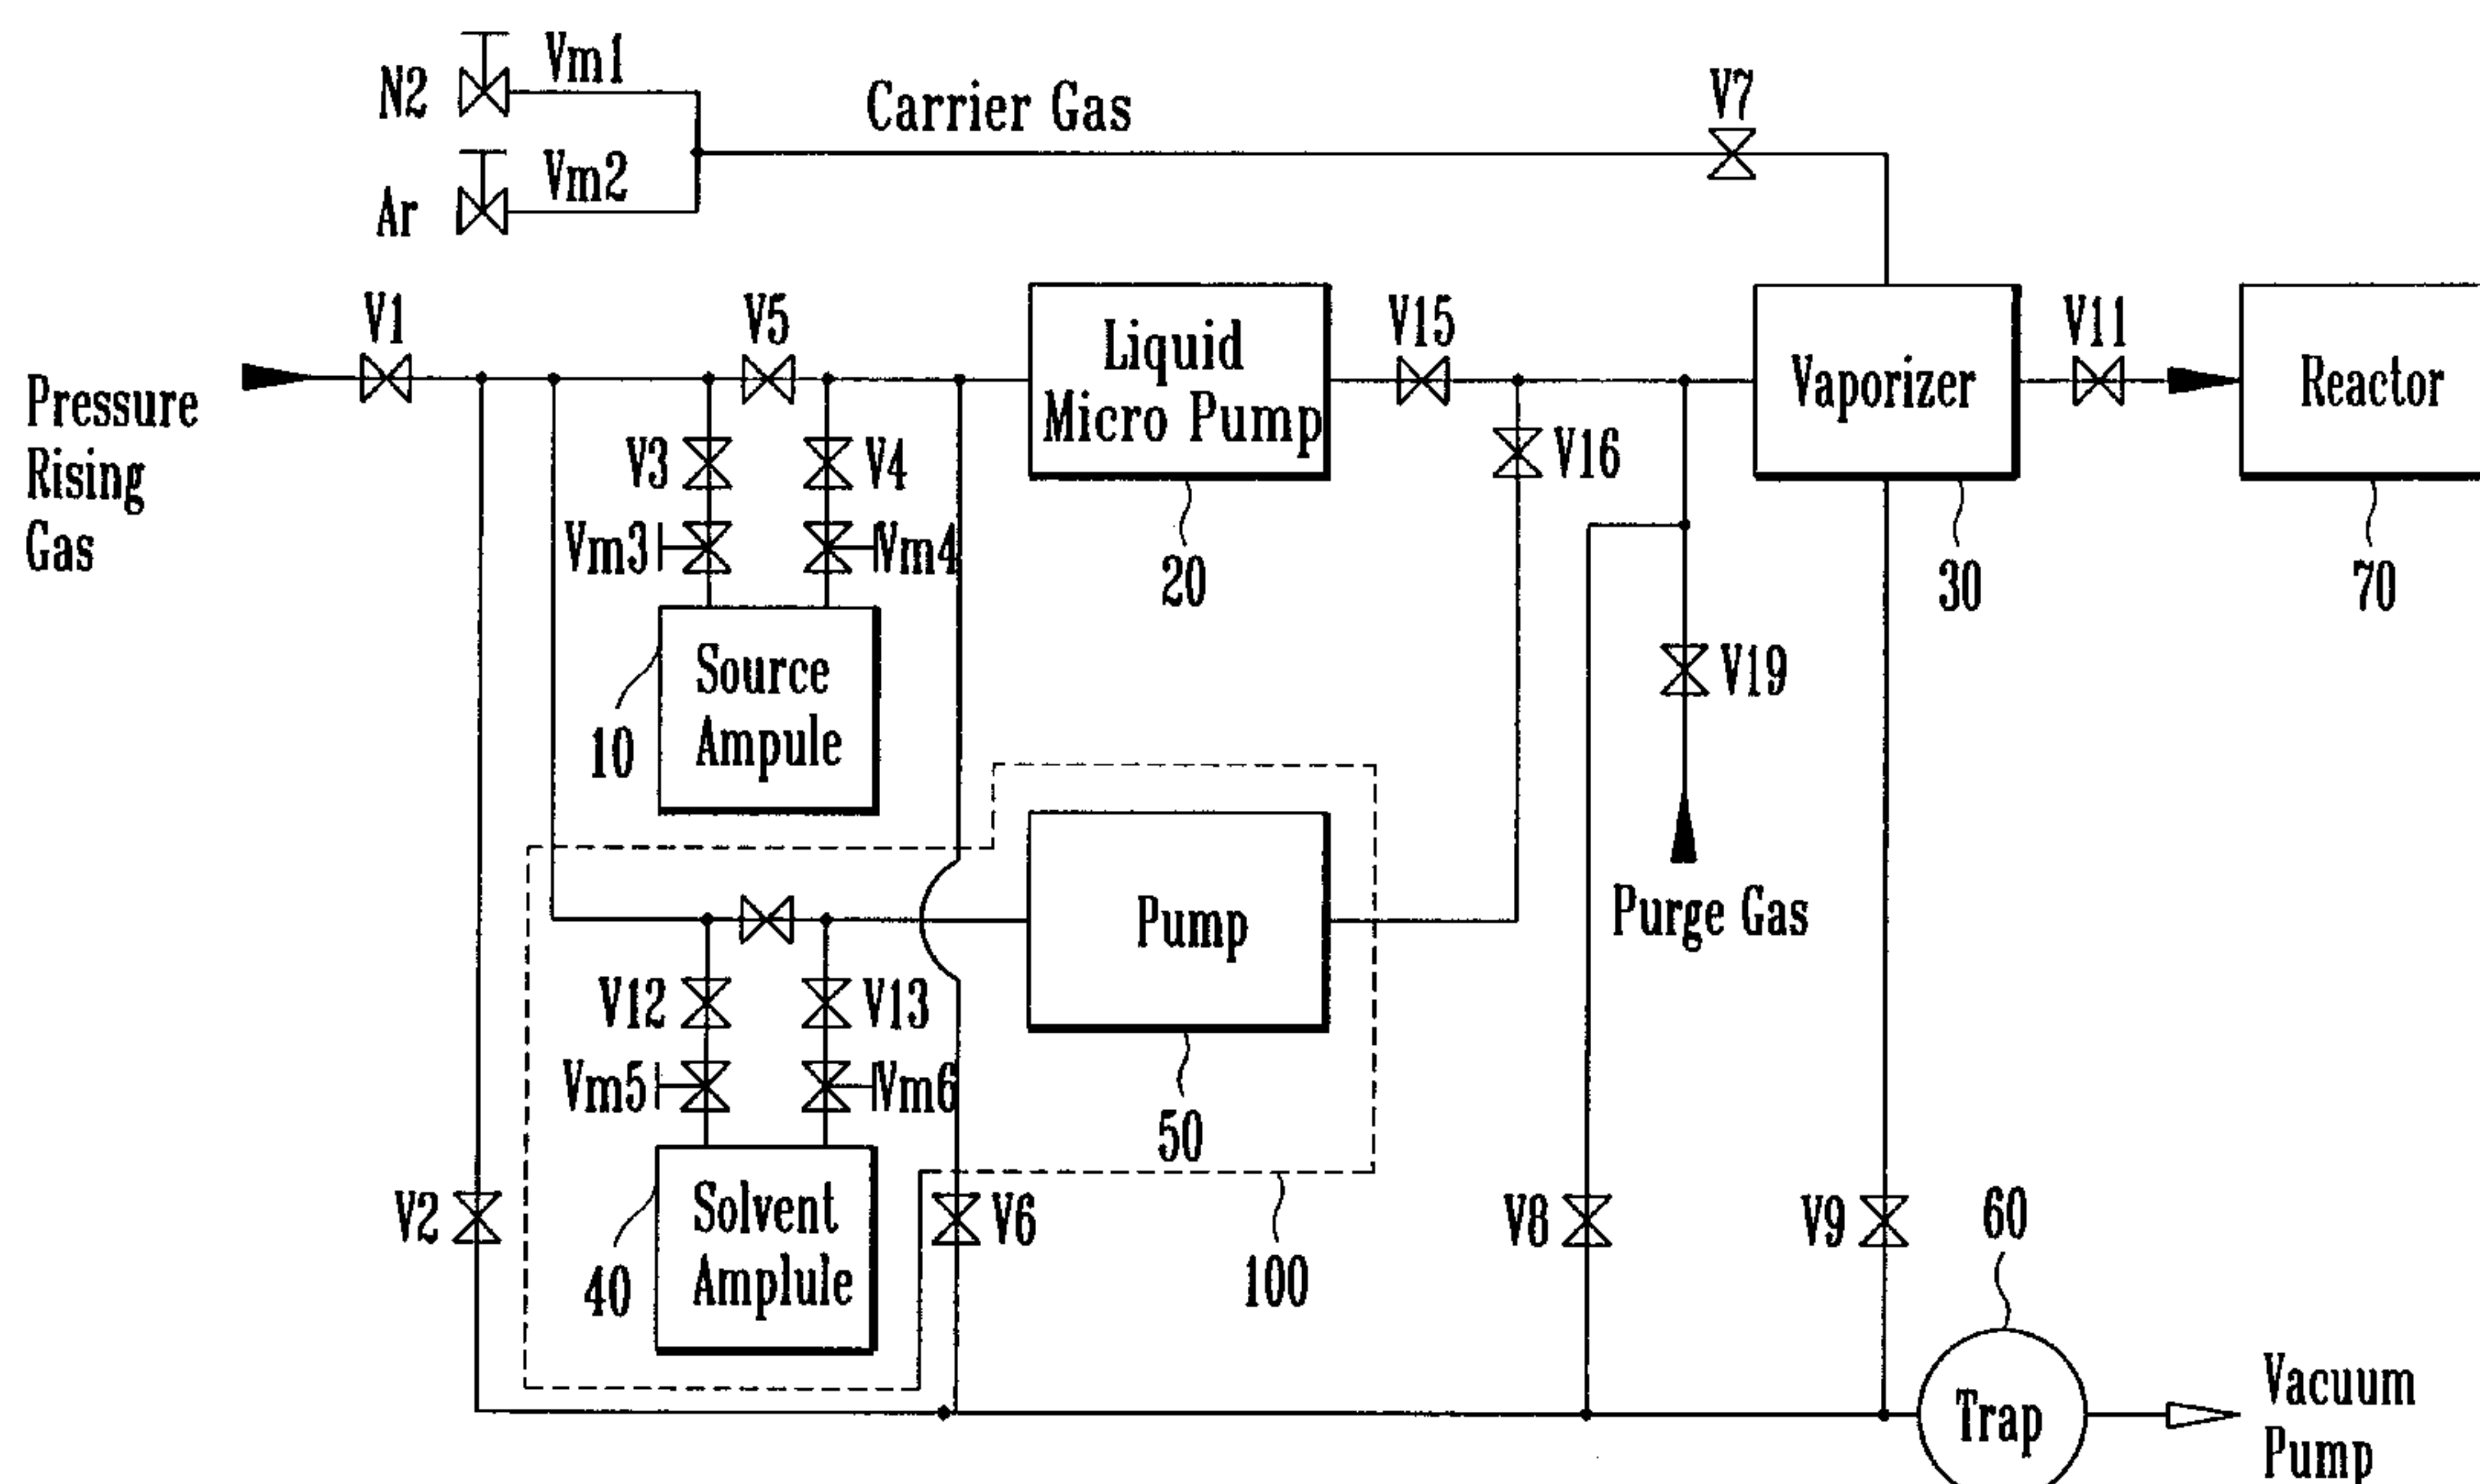 N2
Vm1
Carrier Gas
V7
Ar
Vm2
V1
V5
Liquid
Micro Pump
V15
Vaporizer
V11
Reactor
Pressure
Rising
Gas
V3
V4
V16
Vm3
Vm4
20
30
70
Source
Ampule
10
V19
Pump
Purge Gas
V12
V13
Vm5
Vm6
50
V2
Solvent
Amplule
40
V6
100
V8
V9
60
Trap
Vacuum
Pump